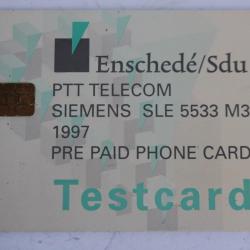 Enschedé/Sdu
PTT TELECOM
SIEMENS SLE 5533 M3
1997
PRE PAID PHONE CARD
Testcard